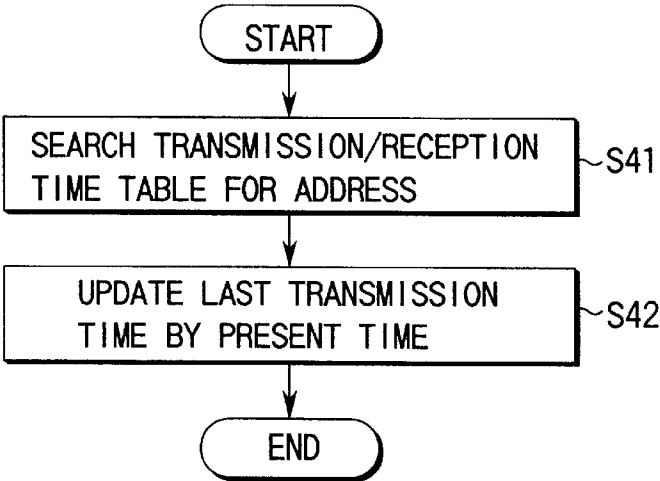 START
SEARCH TRANSMISSION/RECEPTION
TIME TABLE FOR ADDRESS
S41
UPDATE LAST TRANSMISSION
TIME BY PRESENT TIME
S42
END